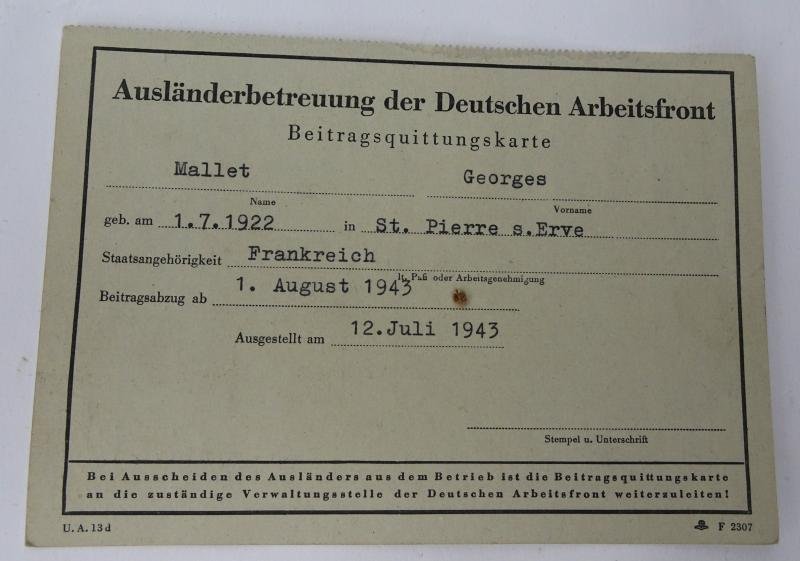 Ausländerbetreuung der Deutschen Arbeitsfront
Beitragsquittungskarte
Mallet Georges
Name Vorname
geb. am 1.7.1922 in St. Pierre s.Erve
Staatsangehörigkeit Frankreich
lt. Paß oder Arbeitsgenehmigung
Beitragsabzug ab 1. August 1943
Ausgestellt am 12.Juli 1943
Stempel u. Unterschrift
Bei Ausscheiden des Ausländers aus dem Betrieb ist die Beitragsquittungskarte
an die zuständige Verwaltungsstelle der Deutschen Arbeitsfront weiterzuleiten!
U. A. 13d F 2307